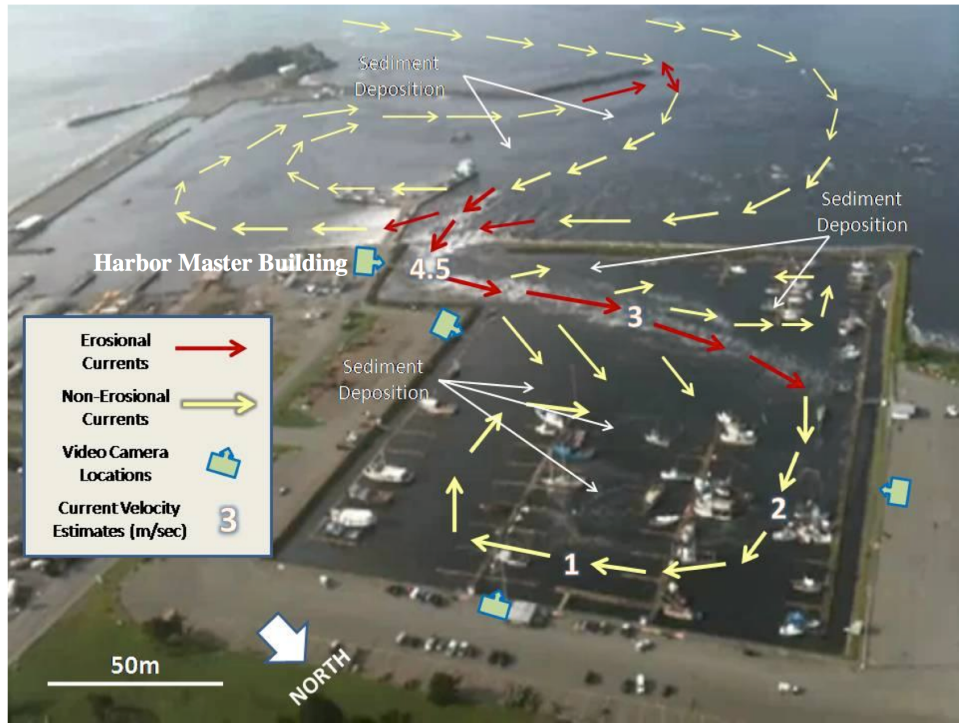 Sediment
Deposition
Sediment
Deposition
Harbor Master Building
4.5
3
Erosional
Currents
Non-Erosional
Currents
Video Camera
Locations
Current Velocity
Estimates (m/sec)
3
Sediment
Deposition
2
1
50m
NORTH